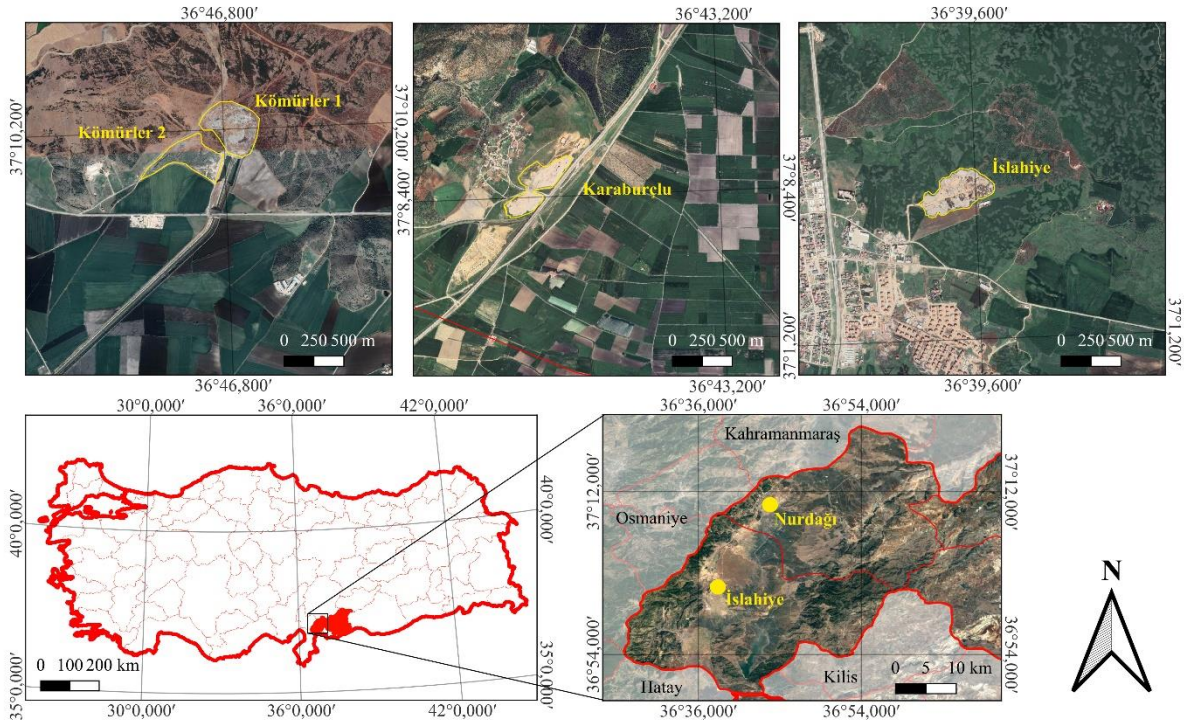 36°46,800'
36°43,200'
36°39,600'
37°10,200'
Kömürler 1
Kömürler 2
0 250 500 m
36°46,800'
37°10,200'
37°8,400'
Karaburçlu
0 250 500 m
36°43,200'
37°8,400'
İslahiye
37°1,200'
37°1,200'
0 250 500 m
36°39,600'
30°0,000'
36°0,000'
42°0,000'
40°0,000'
40°0,000'
35°0,000'
35°0,000'
0 100 200 km
30°0,000'
36°0,000'
42°0,000'
36°36,000'
36°54,000'
Kahramanmaraş
37°12,000'
37°12,000'
Osmaniye
Nurdağı
İslahiye
36°54,000'
36°54,000'
Hatay
Kilis
0 5 10 km
36°36,000'
36°54,000'
N